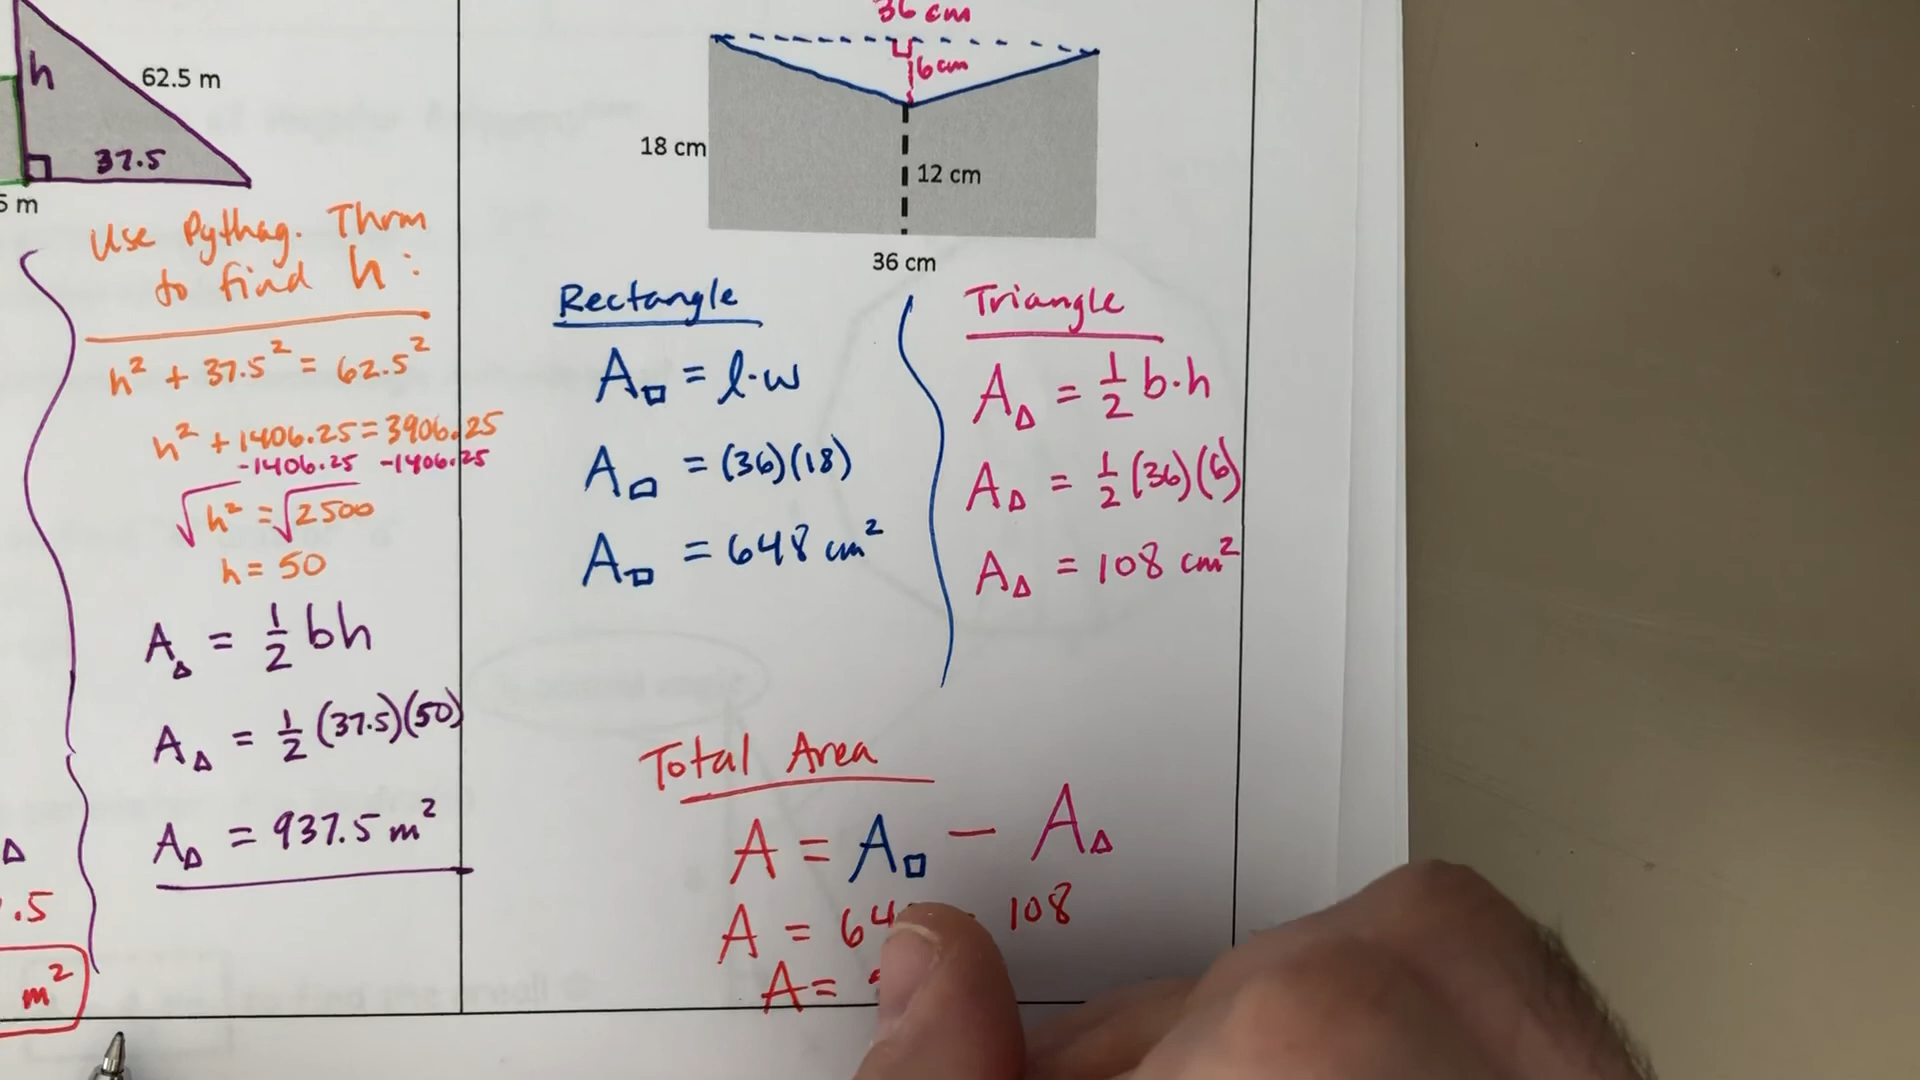 h
62.5 m
37.5
5 m
Use Pythag. Thrm
to find h:
h² + 37.5² = 62.5²
h² + 1406.25 = 3906.25
-1406.25 -1406.25
√h² = √2500
h = 50
A△ = 1/2 bh
A△ = 1/2 (37.5)(50)
A△ = 937.5 m²
△
.5
m²
36 cm
6cm
18 cm
12 cm
36 cm
Rectangle
A▭ = l·w
A▭ = (36)(18)
A▭ = 648 cm²
Triangle
A△ = 1/2 b·h
A△ = 1/2 (36)(6)
A△ = 108 cm²
Total Area
A = A▭ − A△
A = 64 108
A =